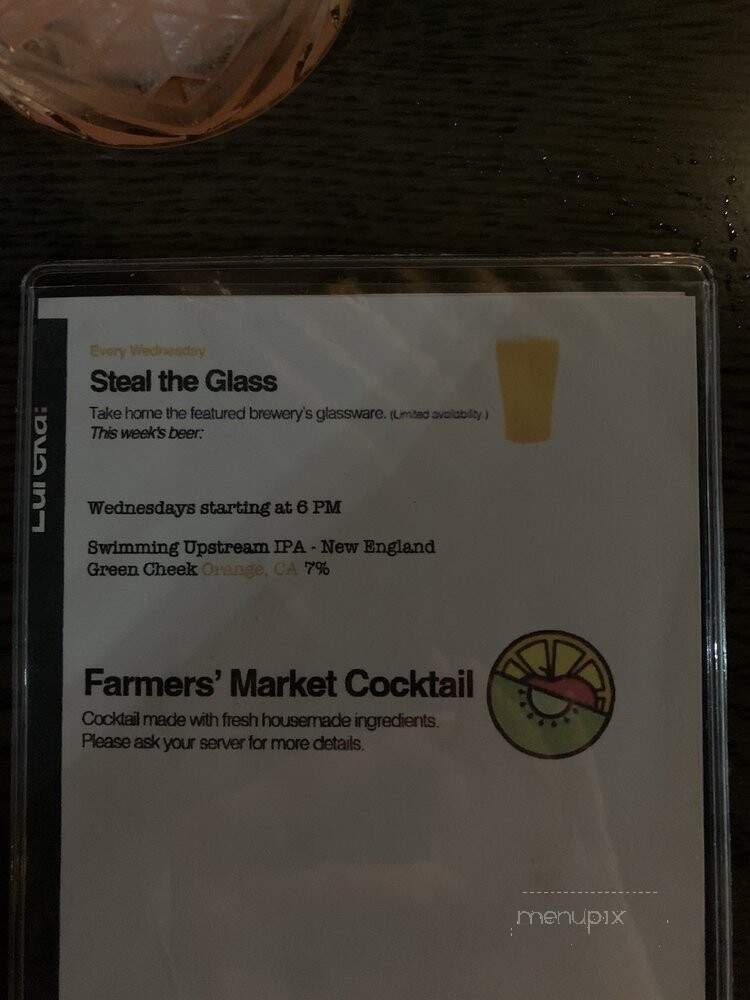 Every Wednesday
Steal the Glass
Take home the featured brewery's glassware. (Limited availability.)
This week's beer:
Eureka!
Wednesdays starting at 6 PM
Swimming Upstream IPA - New England
Green Cheek Orange, CA 7%
Farmers' Market Cocktail
Cocktail made with fresh housemade ingredients.
Please ask your server for more details.
menupix